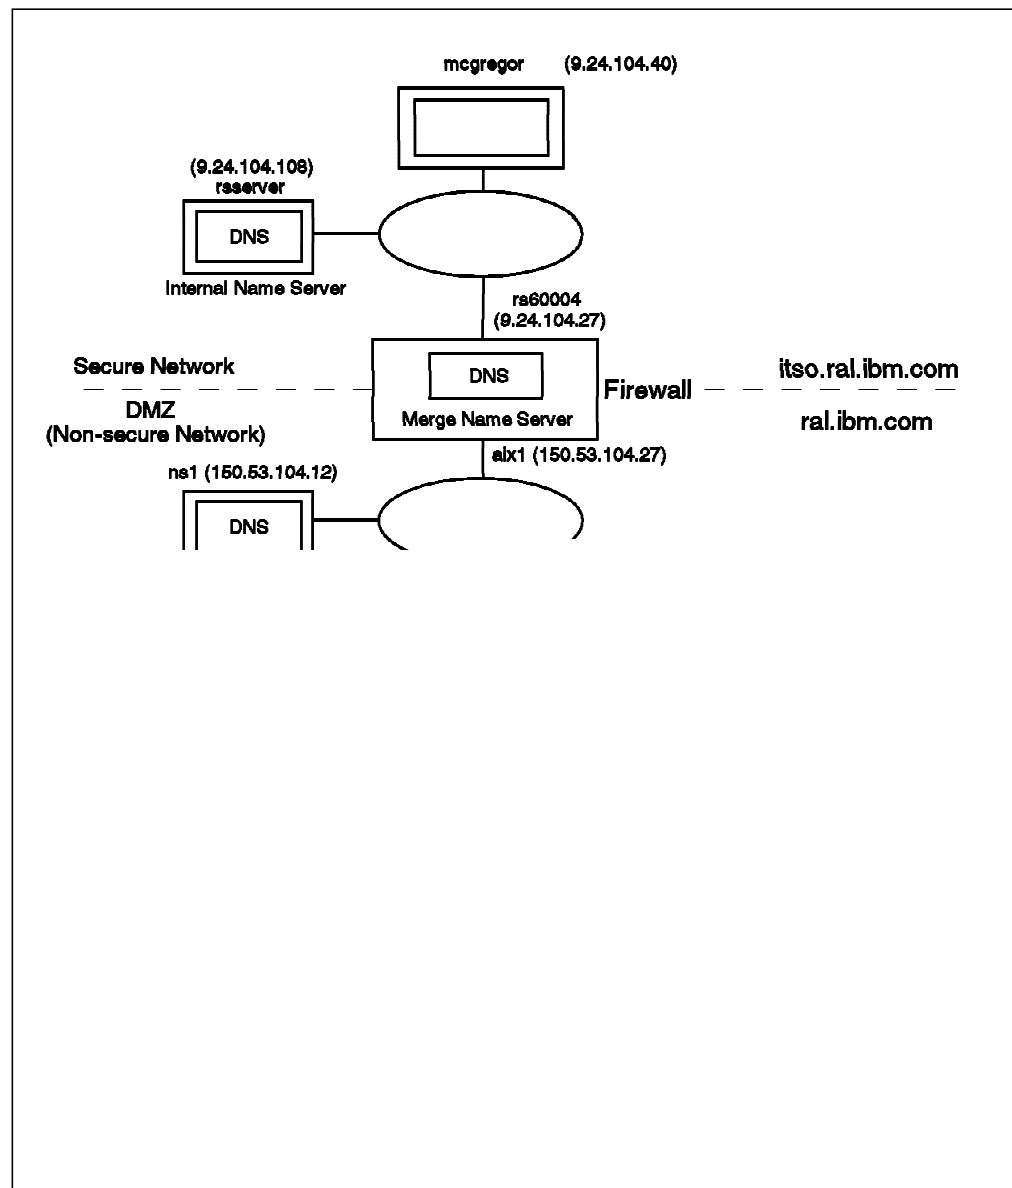 mcgregor (9.24.104.40)
(9.24.104.108)
rsserver
DNS
Internal Name Server
rs60004
(9.24.104.27)
Secure Network
DNS
Merge Name Server
Firewall
itso.ral.ibm.com
DMZ
(Non-secure Network)
ral.ibm.com
aix1 (150.53.104.27)
ns1 (150.53.104.12)
DNS